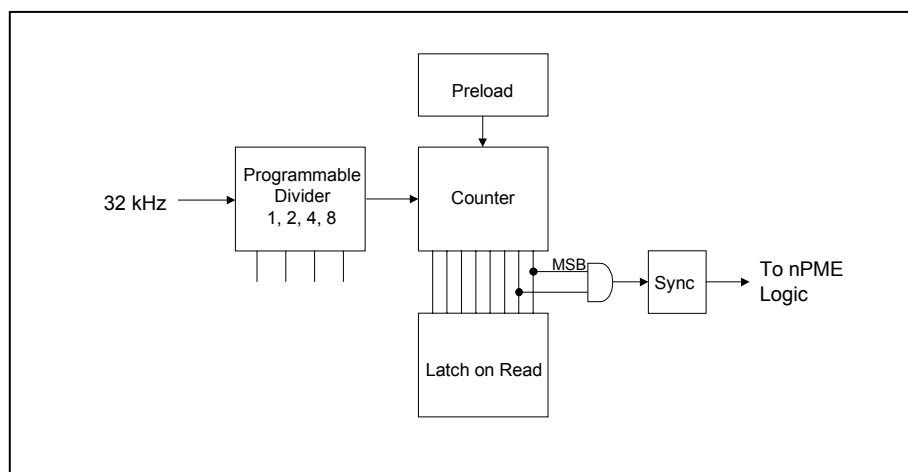 Preload
32 kHz
Programmable
Divider
1, 2, 4, 8
Counter
MSB
Sync
To nPME
Logic
Latch on Read